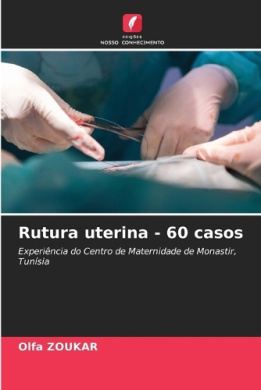 edições
NOSSO CONHECIMENTO
Rutura uterina - 60 casos
Experiência do Centro de Maternidade de Monastir,
Tunísia
Olfa ZOUKAR